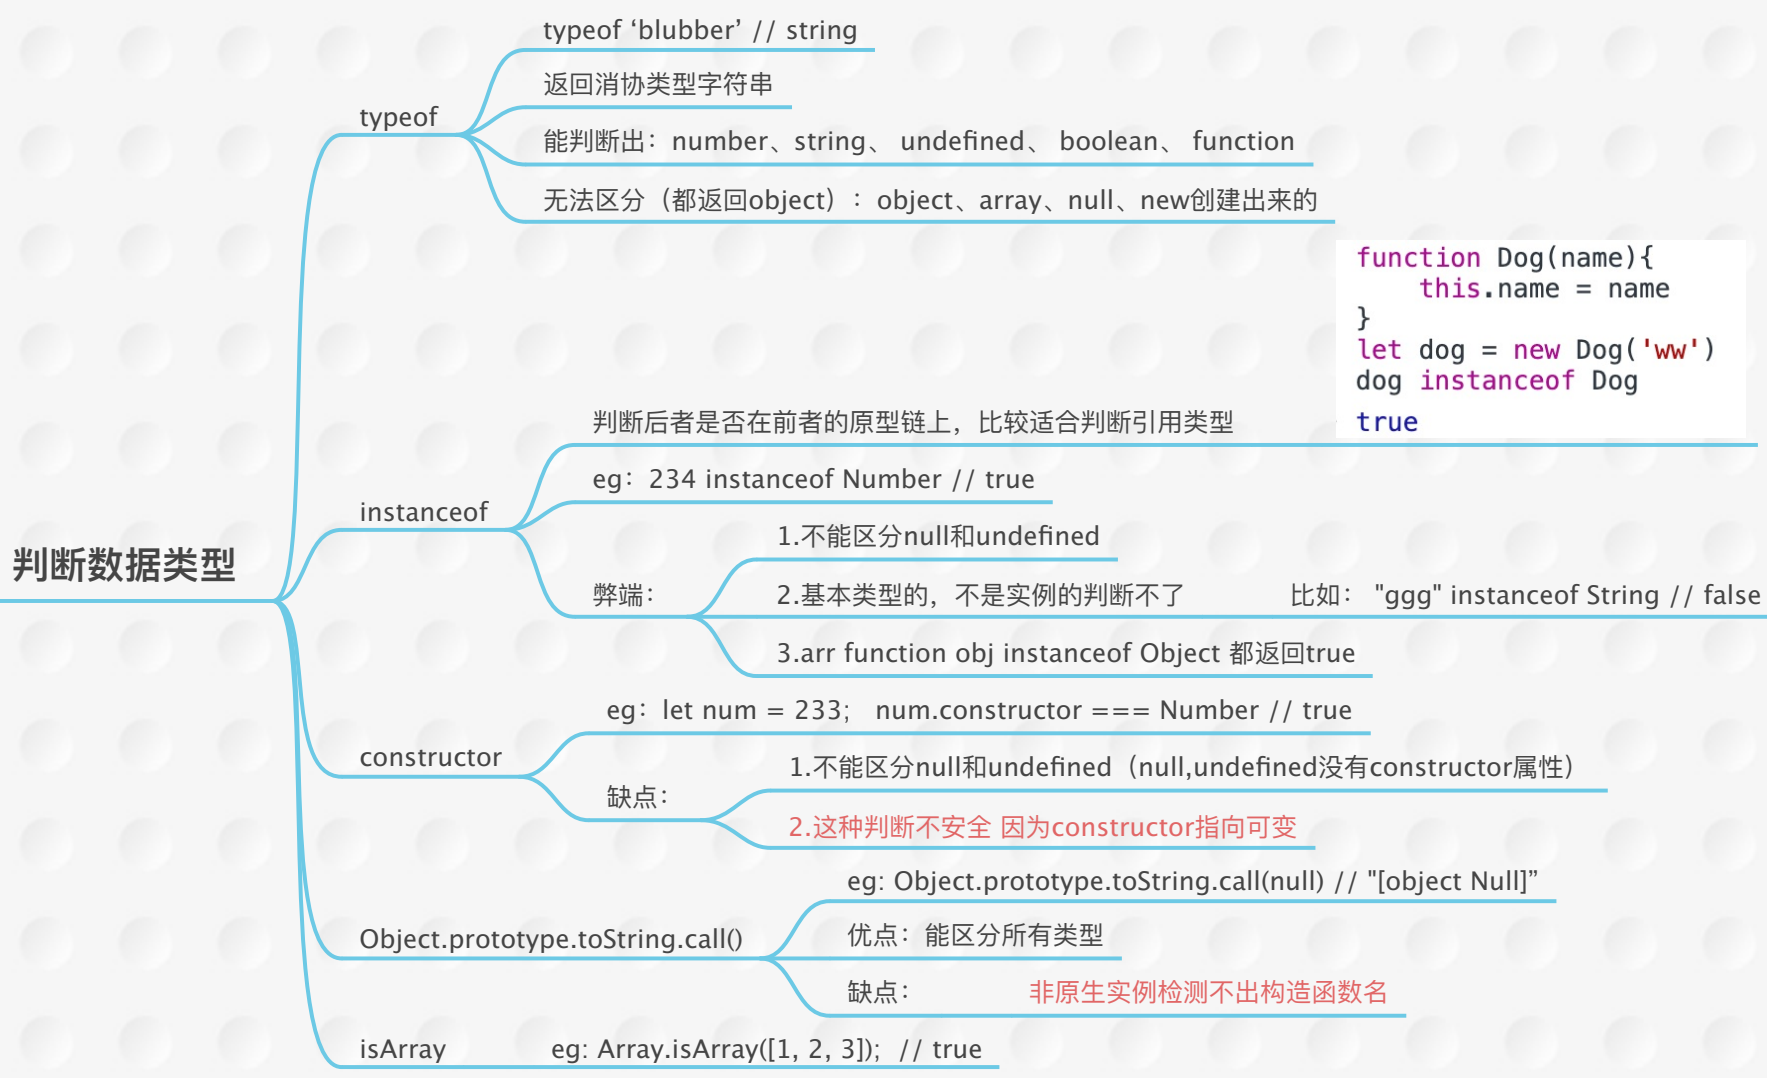 判断数据类型
typeof
typeof ‘blubber’ // string
返回消协类型字符串
能判断出：number、string、 undefined、 boolean、 function
无法区分（都返回object）：object、array、null、new创建出来的
instanceof
判断后者是否在前者的原型链上，比较适合判断引用类型
function Dog(name){
this.name = name
}
let dog = new Dog('ww')
dog instanceof Dog
true
eg：234 instanceof Number // true
弊端：
1.不能区分null和undefined
2.基本类型的，不是实例的判断不了
比如： "ggg" instanceof String // false
3.arr function obj instanceof Object 都返回true
constructor
eg：let num = 233； num.constructor === Number // true
缺点：
1.不能区分null和undefined（null,undefined没有constructor属性）
2.这种判断不安全 因为constructor指向可变
Object.prototype.toString.call()
eg: Object.prototype.toString.call(null) // "[object Null]”
优点：能区分所有类型
缺点：
非原生实例检测不出构造函数名
isArray
eg: Array.isArray([1, 2, 3]); // true